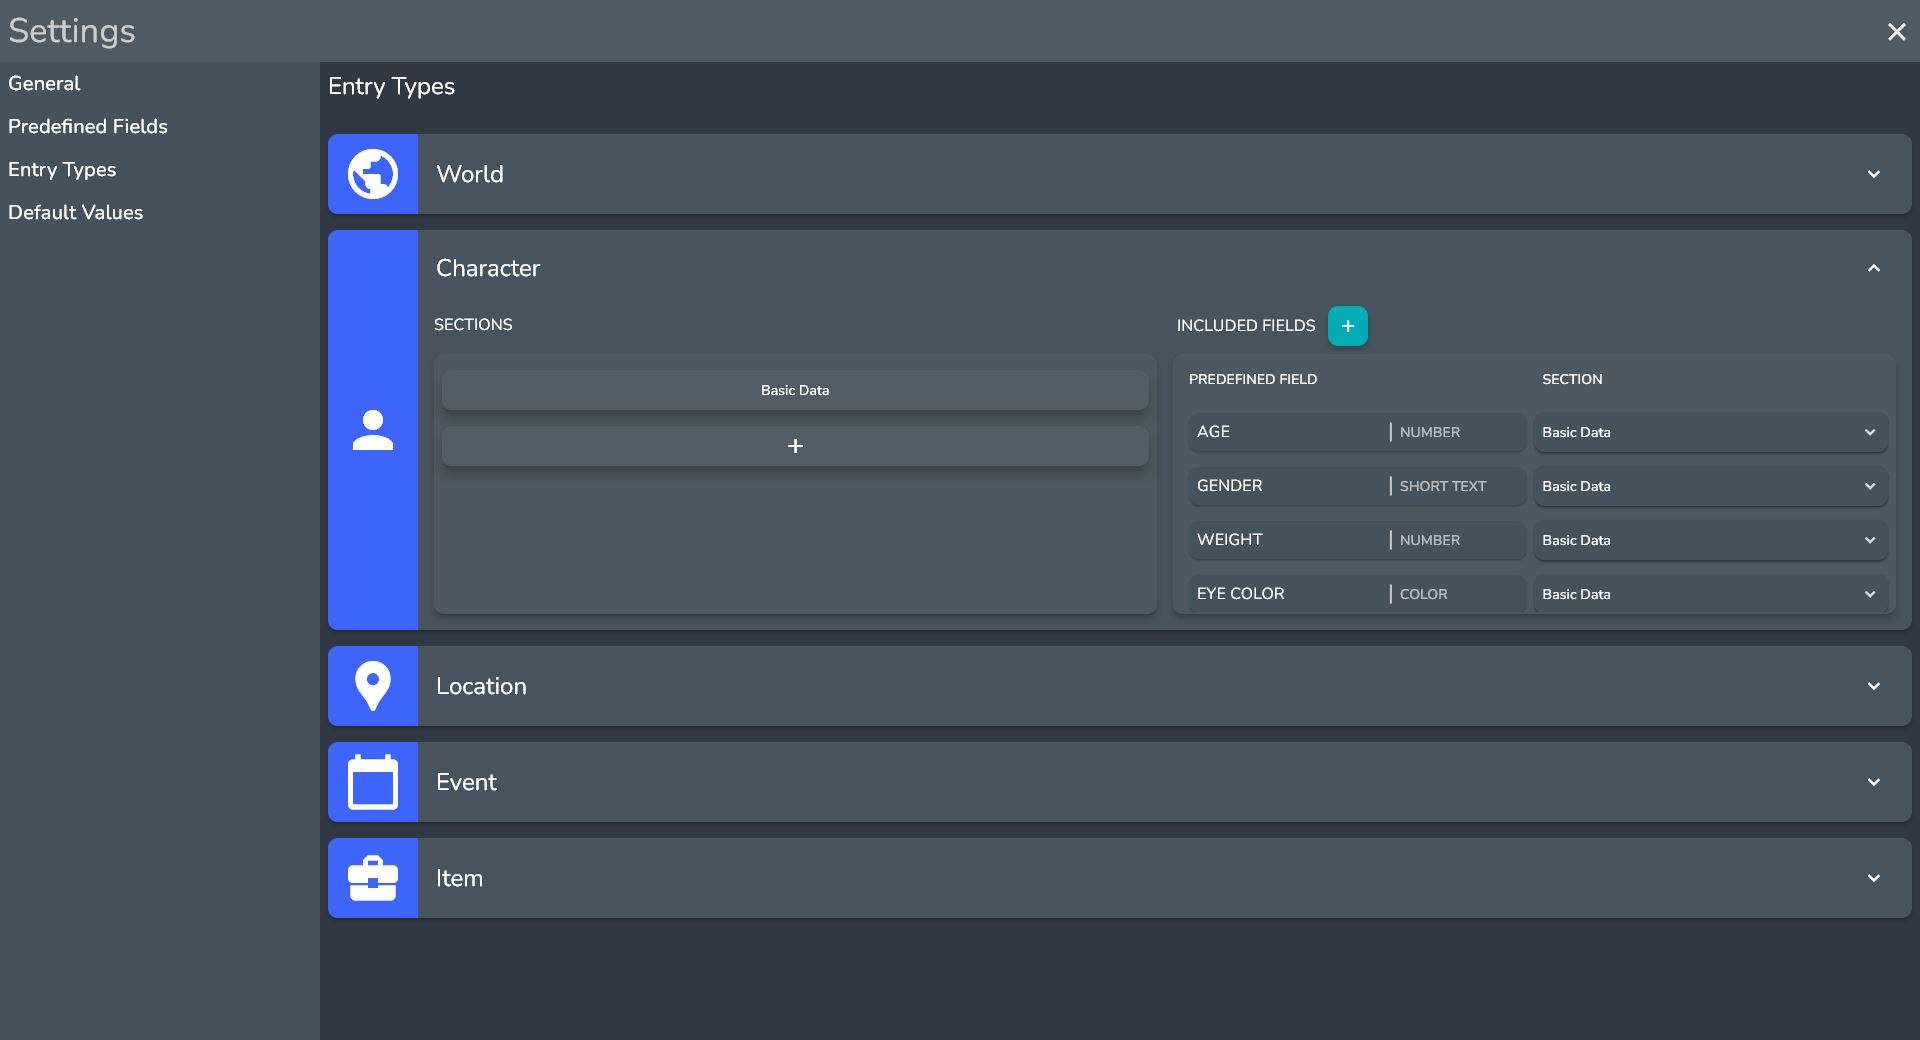 Settings
General
Predefined Fields
Entry Types
Default Values
Entry Types
World
Character
SECTIONS
Basic Data
+
INCLUDED FIELDS +
PREDEFINED FIELD SECTION
AGE | NUMBER Basic Data
GENDER | SHORT TEXT Basic Data
WEIGHT | NUMBER Basic Data
EYE COLOR | COLOR Basic Data
Location
Event
Item